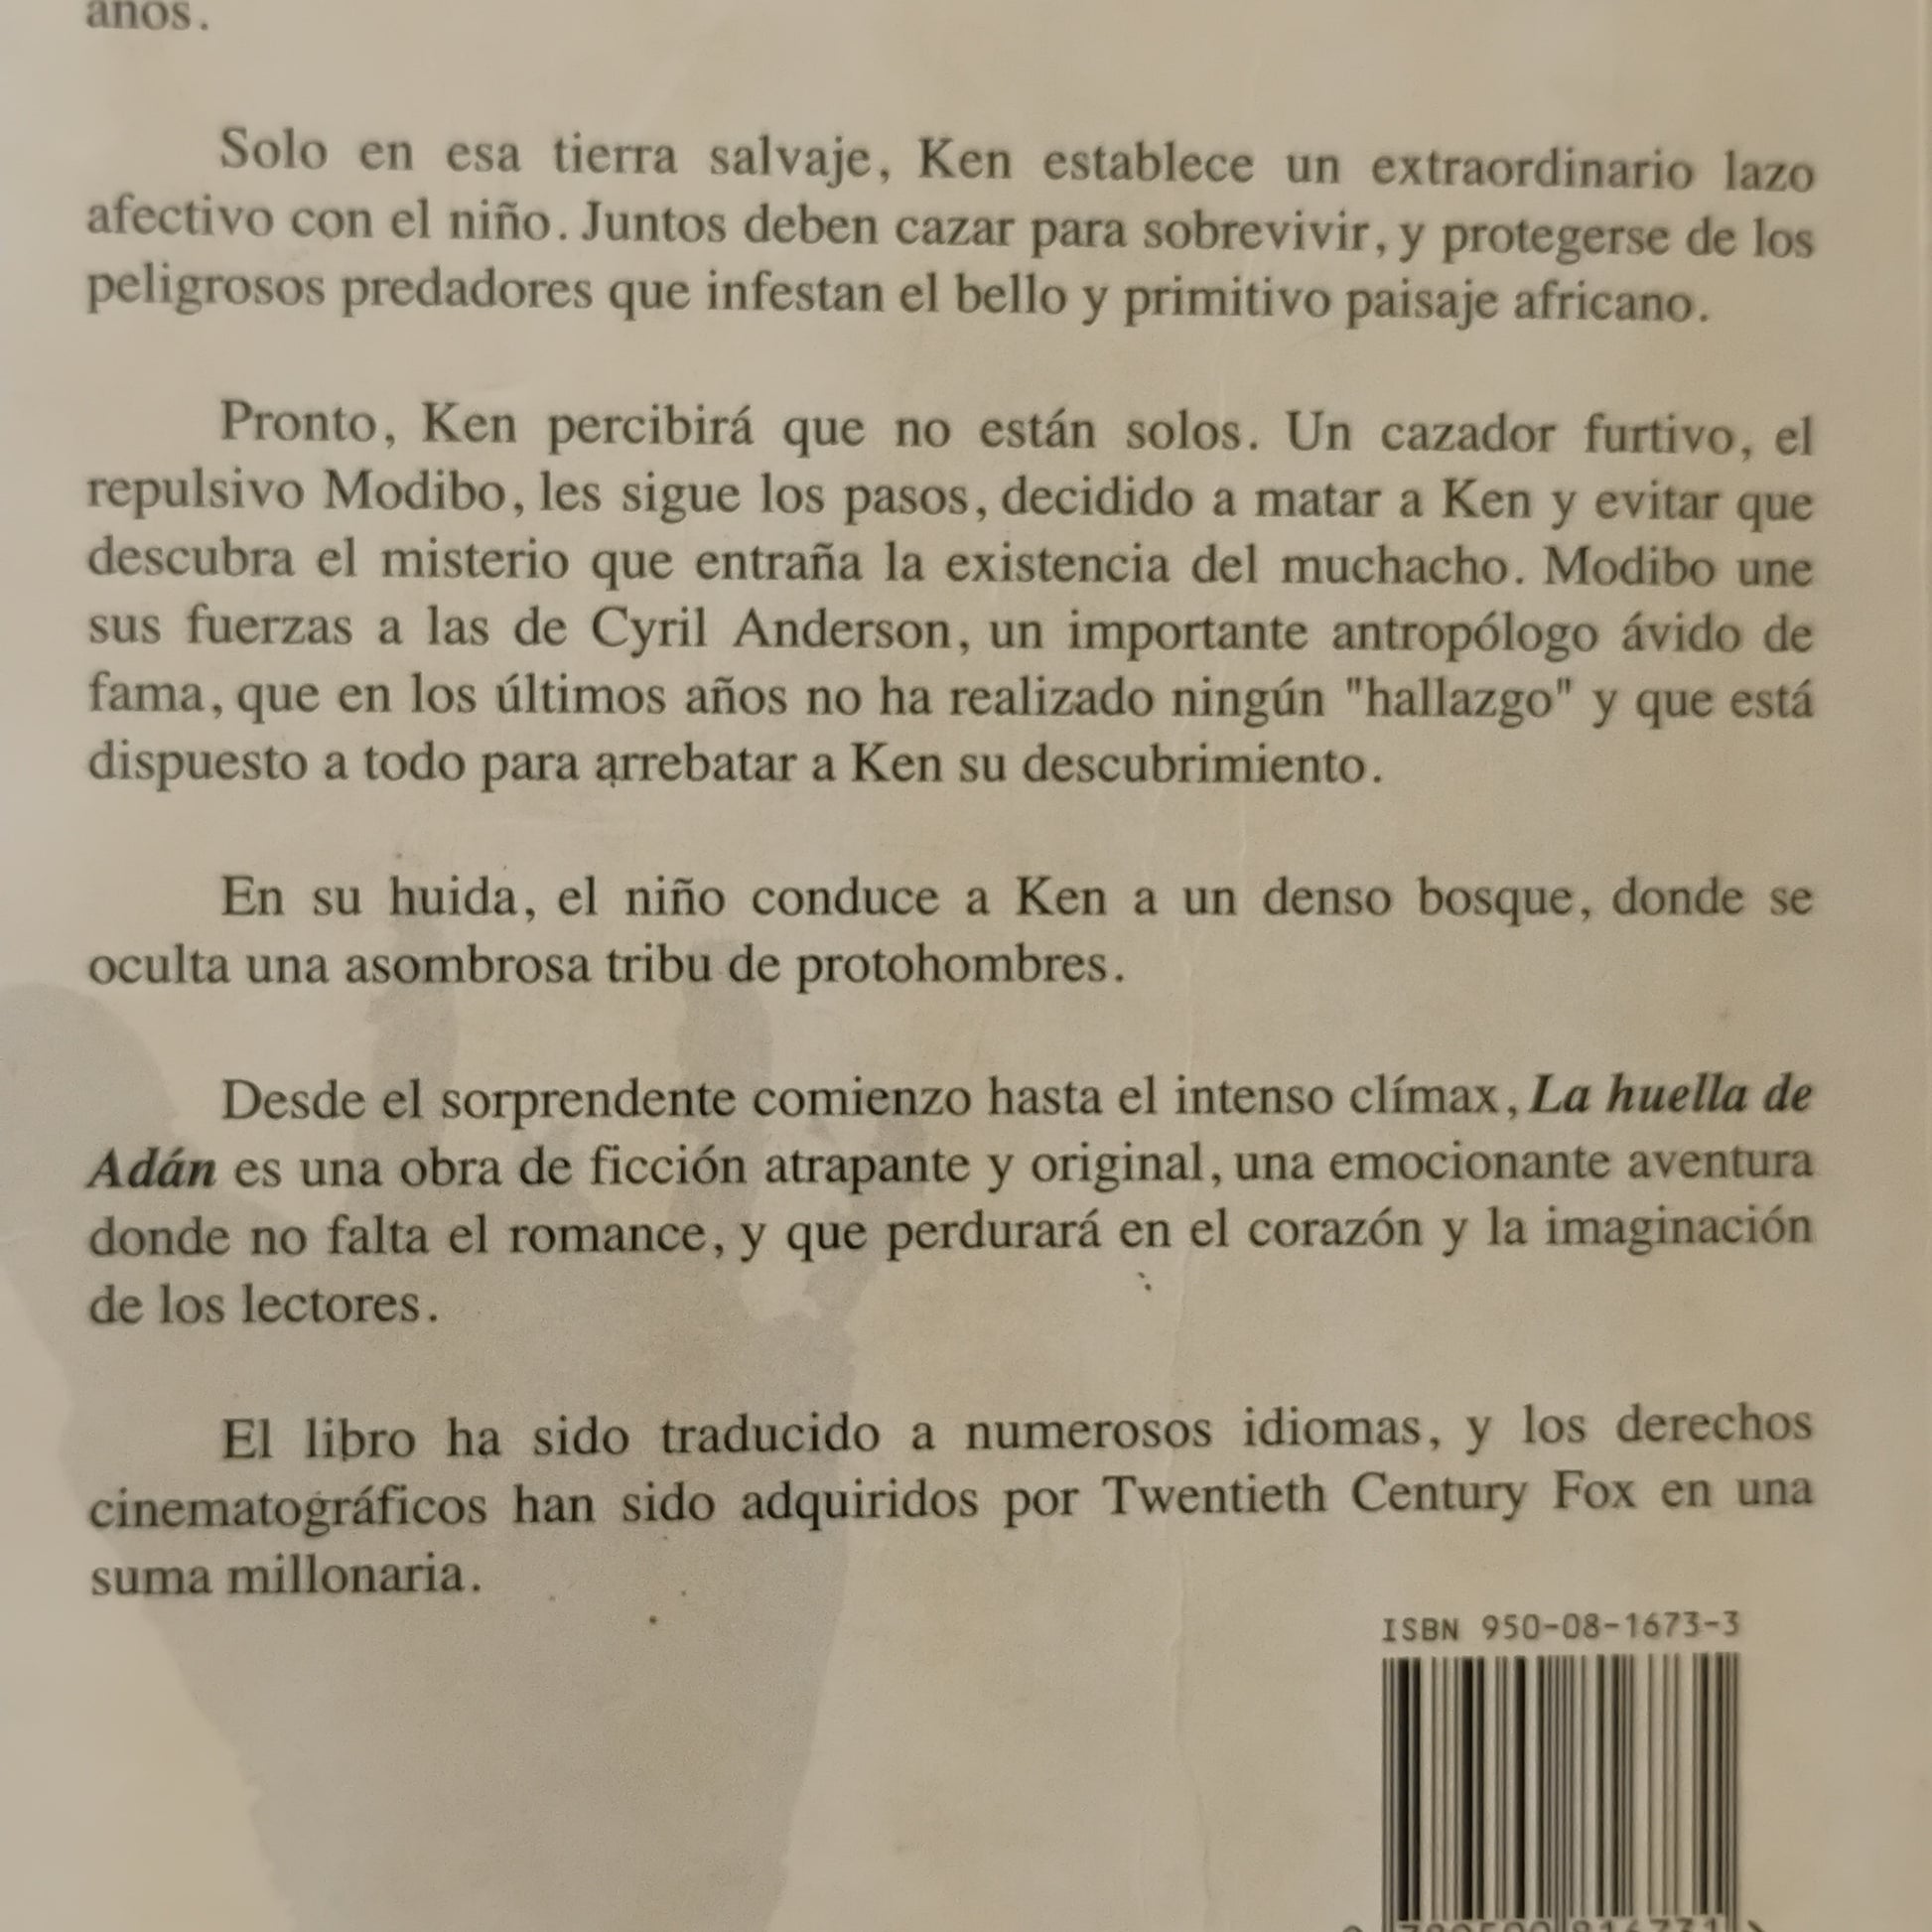 años.
Solo en esa tierra salvaje, Ken establece un extraordinario lazo
afectivo con el niño. Juntos deben cazar para sobrevivir, y protegerse de los
peligrosos predadores que infestan el bello y primitivo paisaje africano.
Pronto, Ken percibirá que no están solos. Un cazador furtivo, el
repulsivo Modibo, les sigue los pasos, decidido a matar a Ken y evitar que
descubra el misterio que entraña la existencia del muchacho. Modibo une
sus fuerzas a las de Cyril Anderson, un importante antropólogo ávido de
fama, que en los últimos años no ha realizado ningún "hallazgo" y que está
dispuesto a todo para arrebatar a Ken su descubrimiento.
En su huida, el niño conduce a Ken a un denso bosque, donde se
oculta una asombrosa tribu de protohombres.
Desde el sorprendente comienzo hasta el intenso clímax, La huella de
Adán es una obra de ficción atrapante y original, una emocionante aventura
donde no falta el romance, y que perdurará en el corazón y la imaginación
de los lectores.
El libro ha sido traducido a numerosos idiomas, y los derechos
cinematográficos han sido adquiridos por Twentieth Century Fox en una
suma millonaria.
ISBN 950-08-1673-3